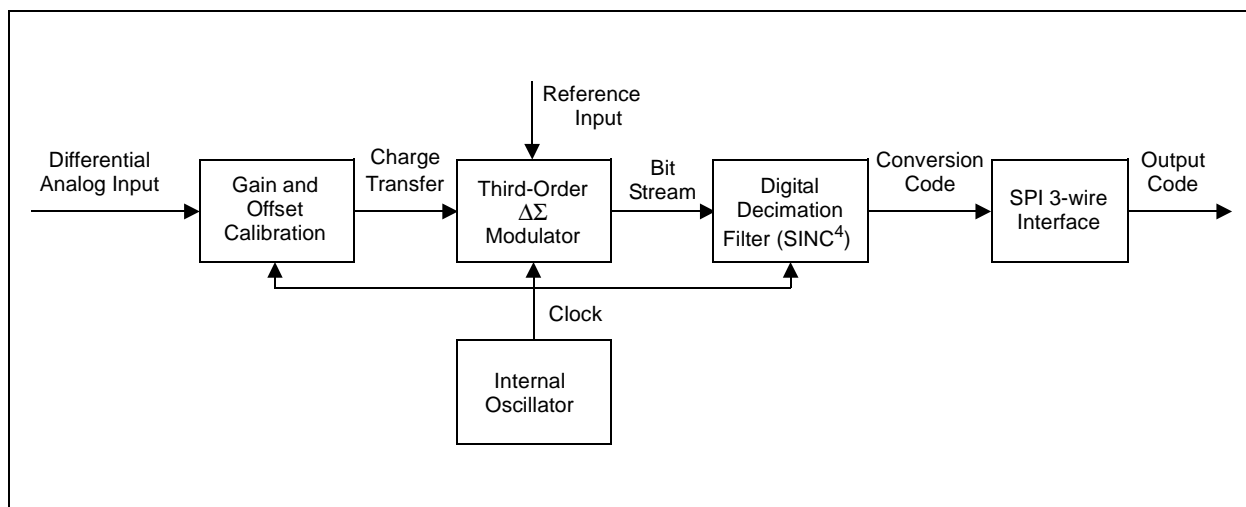 Reference
Input
Differential
Analog Input
Gain and
Offset
Calibration
Charge
Transfer
Third-Order
ΔΣ
Modulator
Bit
Stream
Digital
Decimation
Filter (SINC⁴)
Conversion
Code
SPI 3-wire
Interface
Output
Code
Clock
Internal
Oscillator